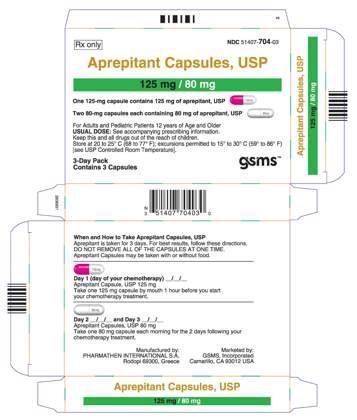 Rx only
NDC 51407-704-03
Aprepitant Capsules, USP
125 mg / 80 mg
One 125-mg capsule contains 125 mg of aprepitant, USP
Two 80-mg capsules each containing 80 mg of aprepitant, USP
For Adults and Pediatric Patients 12 years of Age and Older
USUAL DOSE: See accompanying prescribing information.
Keep this and all drugs out of the reach of children.
Store at 20 to 25° C (68 to 77° F); excursions permitted to 15° to 30° C (59° to 86° F)
[see USP Controlled Room Temperature].
3-Day Pack
Contains 3 Capsules
gsms™
Aprepitant Capsules, USP
125 mg / 80 mg
N
3
51407 70403
0
When and How to Take Aprepitant Capsules, USP
Aprepitant is taken for 3 days. For best results, follow these directions.
DO NOT REMOVE ALL OF THE CAPSULES AT ONE TIME.
Aprepitant Capsules may be taken with or without food.
Day 1 (day of your chemotherapy) __/__/__
Aprepitant Capsule, USP 125 mg
Take one 125 mg capsule by mouth 1 hour before you start
your chemotherapy treatment.
Day 2 __/__/__ and Day 3 __/__/__
Aprepitant Capsules, USP 80 mg
Take one 80 mg capsule each morning for the 2 days following your
chemotherapy treatment.
Manufactured by:
PHARMATHEN INTERNATIONAL S.A.
Rodopi 69300, Greece
Marketed by:
GSMS, Incorporated
Camarillo, CA 93012 USA
Aprepitant Capsules, USP
125 mg / 80 mg